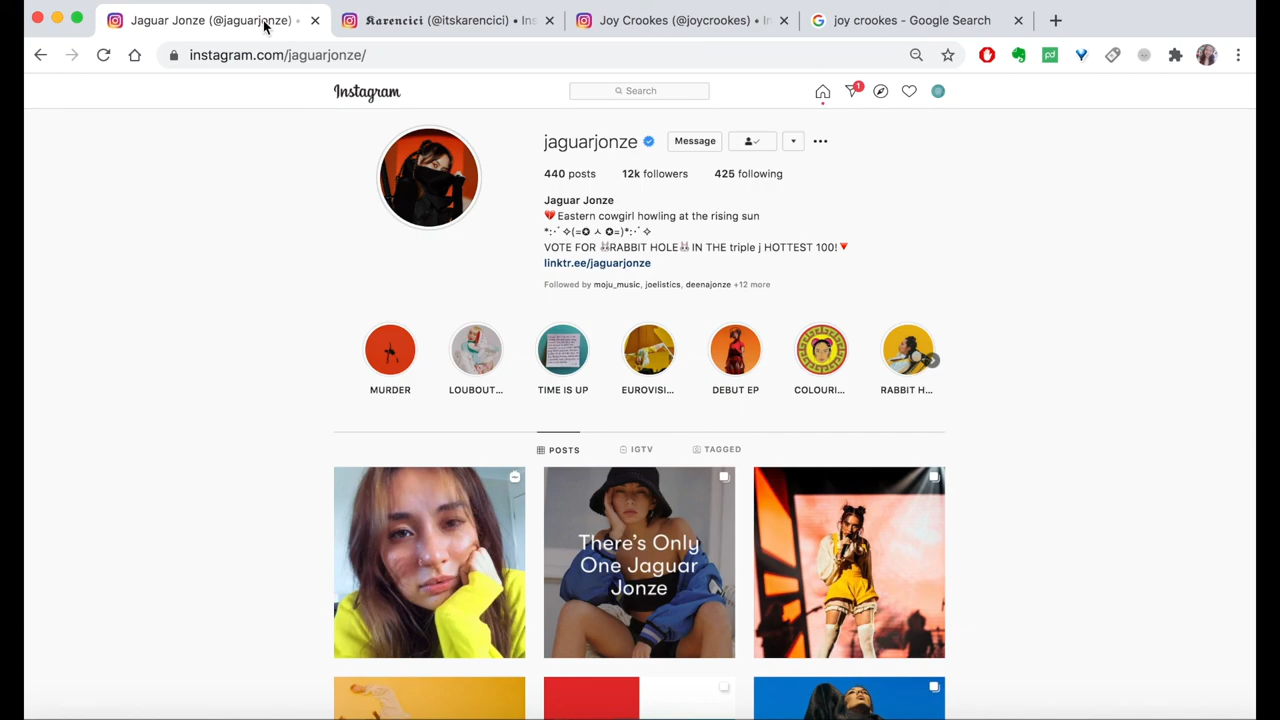 Jaguar Jonze (@jaguarjonze) •
𝕶𝖆𝖗𝖊𝖓𝖈𝖎𝖈𝖎 (@itskarencici) • Ins
Joy Crookes (@joycrookes) • In
joy crookes - Google Search
instagram.com/jaguarjonze/
Instagram
Search
1
jaguarjonze
Message
440 posts
12k followers
425 following
Jaguar Jonze
💔 Eastern cowgirl howling at the rising sun
*:･ﾟ✧(=✪ ㅅ ✪=)*:･ﾟ✧
VOTE FOR 🐰RABBIT HOLE🐰 IN THE triple j HOTTEST 100!🔻
linktr.ee/jaguarjonze
Followed by moju_music, joelistics, deenajonze +12 more
MURDER
LOUBOUT...
TIME IS UP
EUROVISI...
DEBUT EP
COLOURI...
RABBIT H...
POSTS
IGTV
TAGGED
There's Only
One Jaguar
Jonze